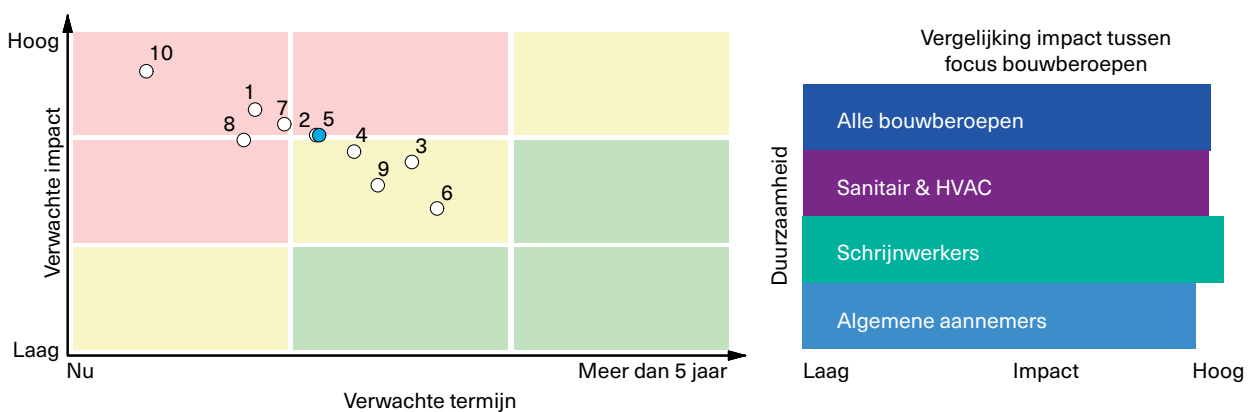 Hoog
Verwachte impact
Laag
10
1
7
8
2
5
4
3
9
6
Nu
Meer dan 5 jaar
Verwachte termijn
Vergelijking impact tussen
focus bouwberoepen
Duurzaamheid
Alle bouwberoepen
Sanitair & HVAC
Schrijnwerkers
Algemene aannemers
Laag
Impact
Hoog